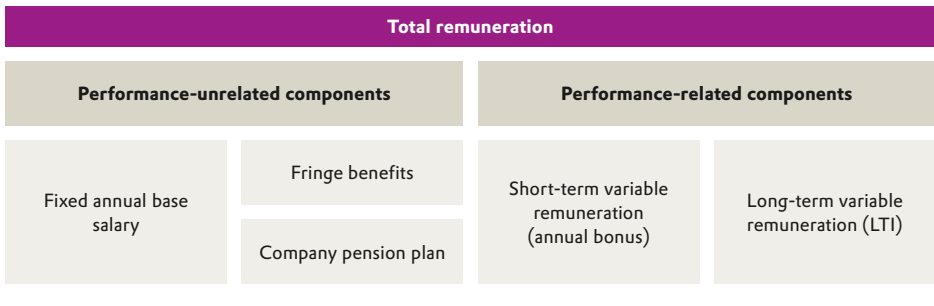 Total remuneration
Performance-unrelated components
Performance-related components
Fixed annual base
salary
Fringe benefits
Company pension plan
Short-term variable
remuneration
(annual bonus)
Long-term variable
remuneration (LTI)